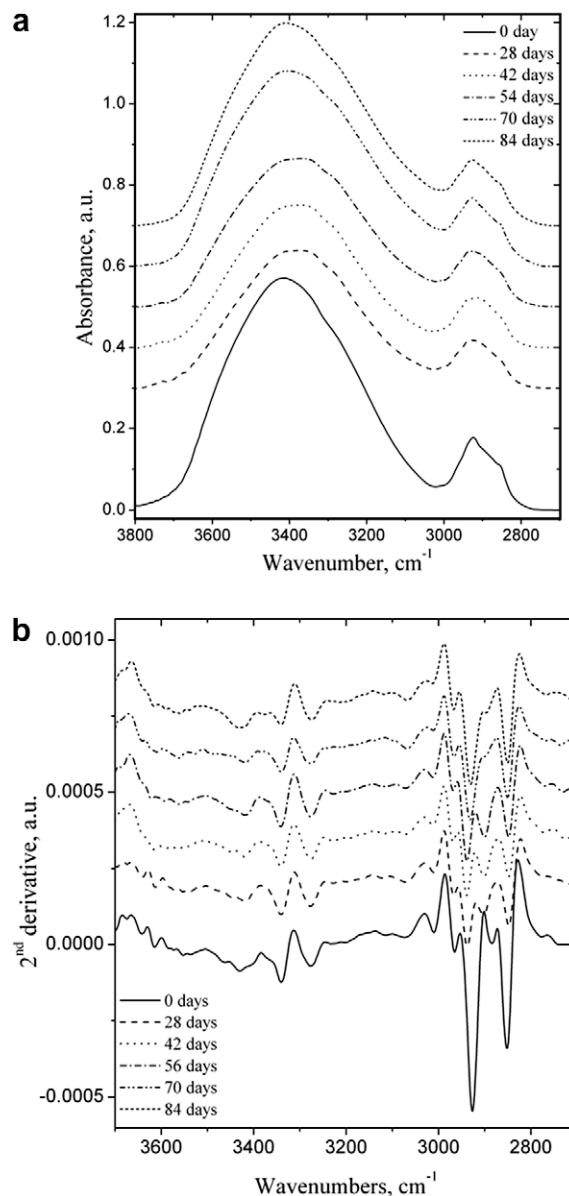 a
1.2
1.0
0.8
0.6
0.4
0.2
0.0
Absorbance, a.u.
0 day
28 days
42 days
54 days
70 days
84 days
3800 3600 3400 3200 3000 2800
Wavenumber, cm⁻¹
b
0.0010
0.0005
0.0000
-0.0005
2nd derivative, a.u.
0 days
28 days
42 days
56 days
70 days
84 days
3600 3400 3200 3000 2800
Wavenumbers, cm⁻¹